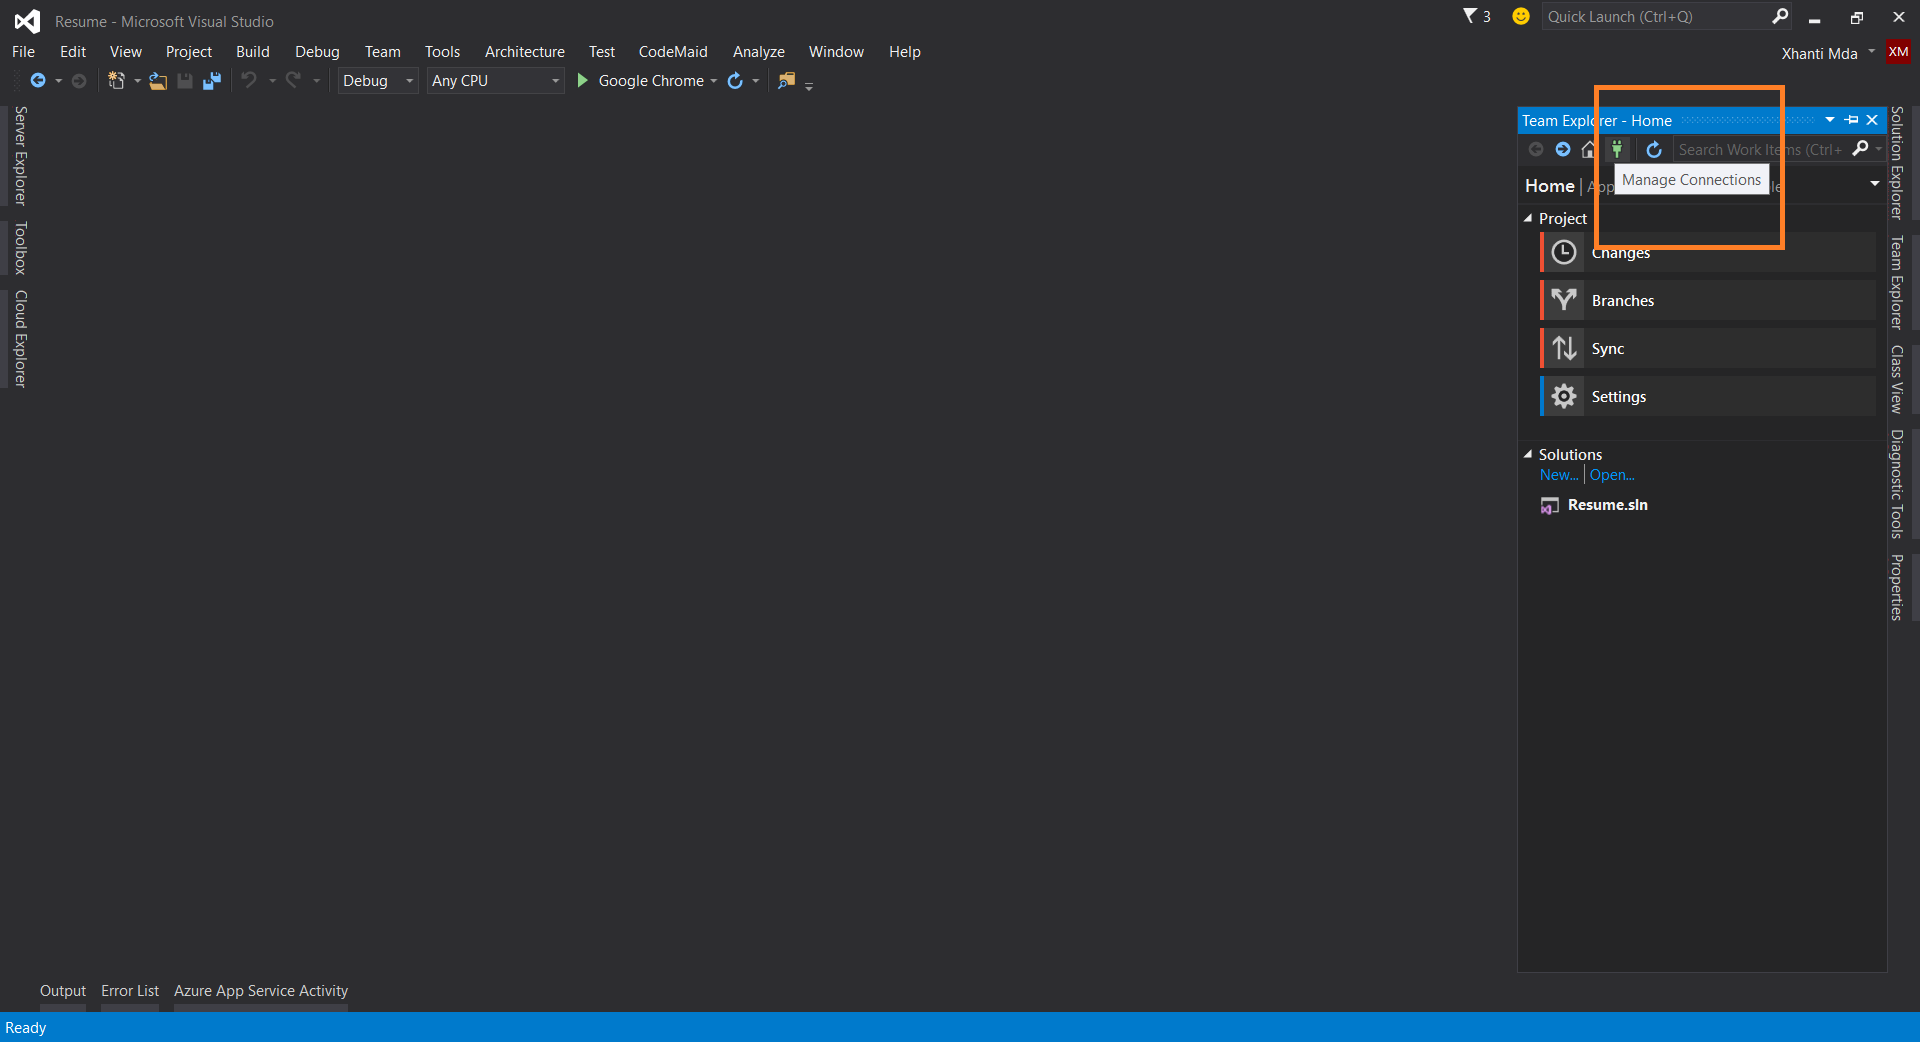 Resume - Microsoft Visual Studio
3
Quick Launch (Ctrl+Q)
File Edit View Project Build Debug Team Tools Architecture Test CodeMaid Analyze Window Help
Xhanti Mda
XM
Debug
Any CPU
Google Chrome
Server Explorer
Toolbox
Cloud Explorer
Team Explorer - Home
Search Work Items (Ctrl+
Manage Connections
Home
Project
Changes
Branches
Sync
Settings
Solutions
New... Open...
Resume.sln
Solution Explorer
Team Explorer
Class View
Diagnostic Tools
Properties
Output Error List Azure App Service Activity
Ready